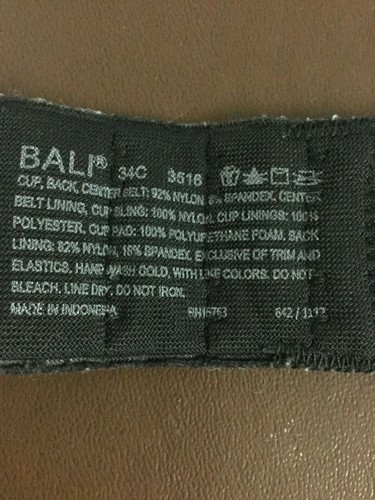 BALI® 34C 3516
CUP, BACK, CENTER BELT: 92% NYLON 8% SPANDEX, CENTER
BELT LINING, CUP SLING: 100% NYLON, CUP LININGS: 100%
POLYESTER, CUP PAD: 100% POLYURETHANE FOAM, BACK
LINING: 82% NYLON, 18% SPANDEX, EXCLUSIVE OF TRIM AND
ELASTICS, HAND WASH COLD, WITH LIKE COLORS. DO NOT
BLEACH. LINE DRY. DO NOT IRON.
MADE IN INDONESIA RN15763 642 /